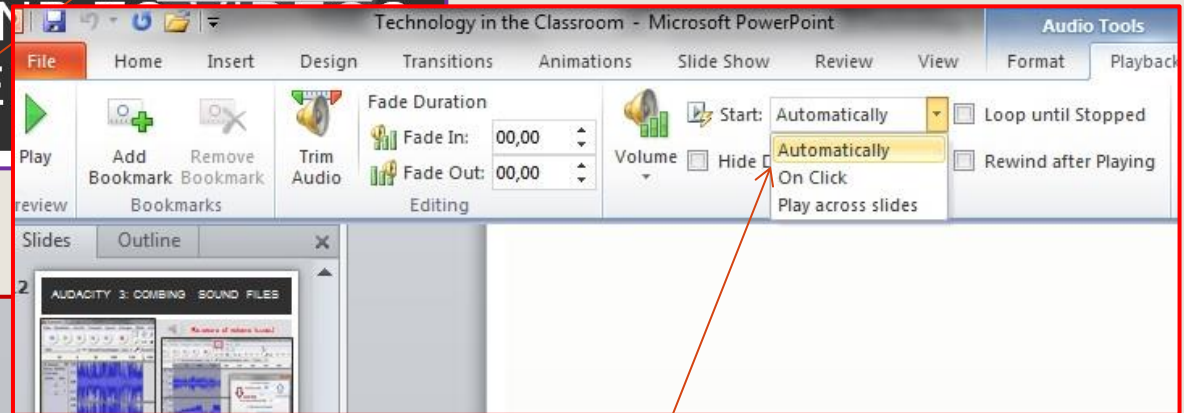 Technology in the Classroom - Microsoft PowerPoint
Audio Tools
File Home Insert Design Transitions Animations Slide Show Review View Format Playback
Fade Duration
Start: Automatically
Loop until Stopped
Fade In: 00,00
Play
Add Bookmark
Remove Bookmark
Trim Audio
Volume
Hide D
Automatically
Rewind after Playing
Fade Out: 00,00
On Click
review
Bookmarks
Editing
Play across slides
Slides Outline
2
AUDACITY 3: COMBING SOUND FILES